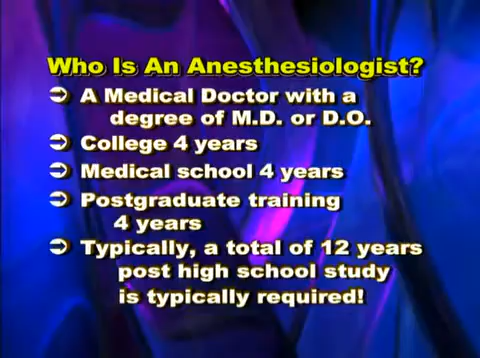 Who Is An Anesthesiologist?
A Medical Doctor with a
degree of M.D. or D.O.
College 4 years
Medical school 4 years
Postgraduate training
4 years
Typically, a total of 12 years
post high school study
is typically required!